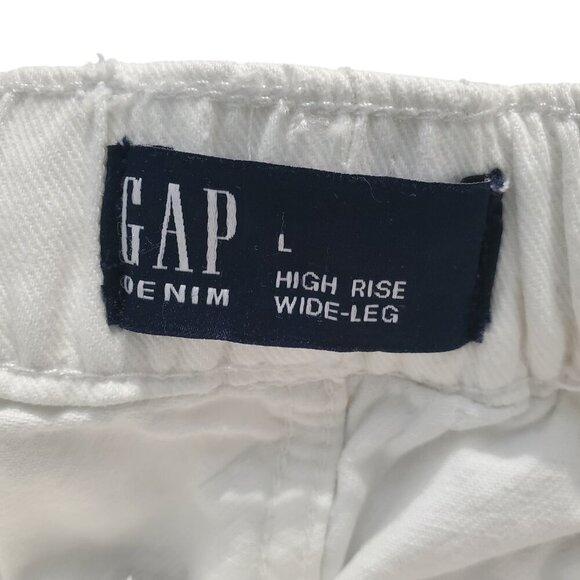 GAP
DENIM
L
HIGH RISE
WIDE-LEG